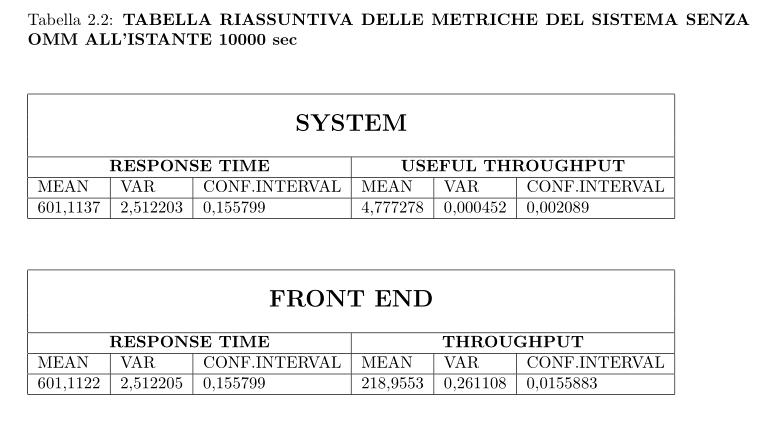 Tabella 2.2: TABELLA RIASSUNTIVA DELLE METRICHE DEL SISTEMA SENZA
OMM ALL'ISTANTE 10000 sec
SYSTEM
RESPONSE TIME USEFUL THROUGHPUT
MEAN VAR CONF.INTERVAL MEAN VAR CONF.INTERVAL
601,1137 2,512203 0,155799 4,777278 0,000452 0,002089
FRONT END
RESPONSE TIME THROUGHPUT
MEAN VAR CONF.INTERVAL MEAN VAR CONF.INTERVAL
601,1122 2,512205 0,155799 218,9553 0,261108 0,0155883